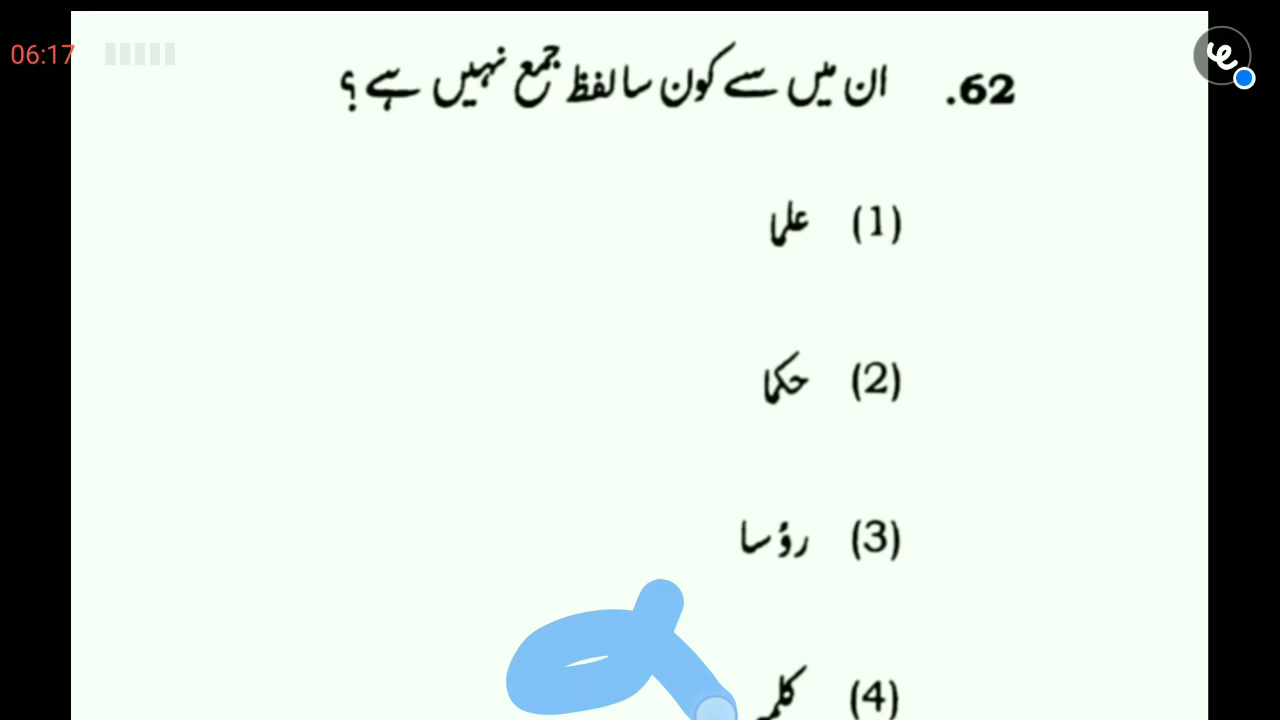 06:17
62. ان میں سے کون سا لفظ جمع نہیں ہے ؟
(1) علما
(2) حکما
(3) رؤسا
(4)